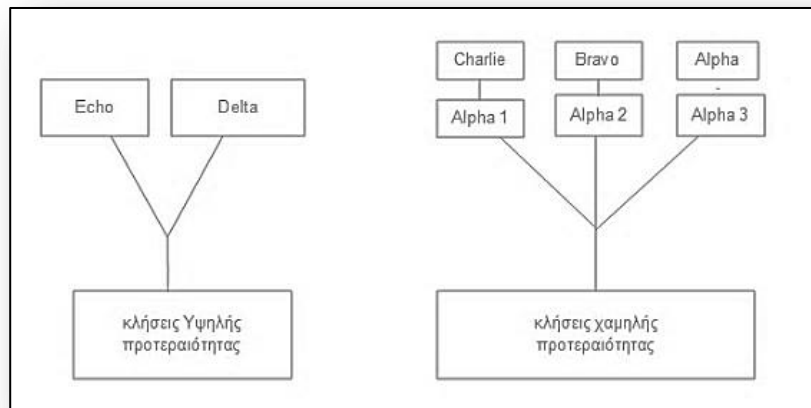 Charlie
Bravo
Alpha
Echo
Delta
Alpha 1
Alpha 2
Alpha 3
κλήσεις Υψηλής
προτεραιότητας
κλήσεις χαμηλής
προτεραιότητας